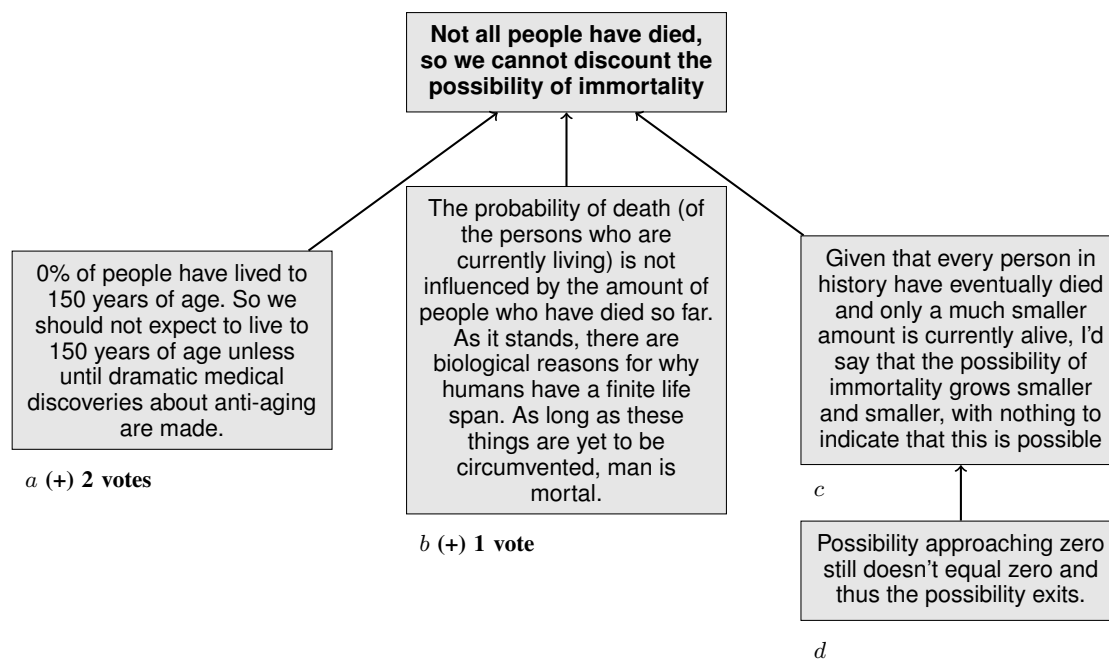 Not all people have died,
so we cannot discount the
possibility of immortality
0% of people have lived to
150 years of age. So we
should not expect to live to
150 years of age unless
until dramatic medical
discoveries about anti-aging
are made.
a (+) 2 votes
The probability of death (of
the persons who are
currently living) is not
influenced by the amount of
people who have died so far.
As it stands, there are
biological reasons for why
humans have a finite life
span. As long as these
things are yet to be
circumvented, man is
mortal.
b (+) 1 vote
Given that every person in
history have eventually died
and only a much smaller
amount is currently alive, I'd
say that the possibility of
immortality grows smaller
and smaller, with nothing to
indicate that this is possible
c
Possibility approaching zero
still doesn't equal zero and
thus the possibility exits.
d